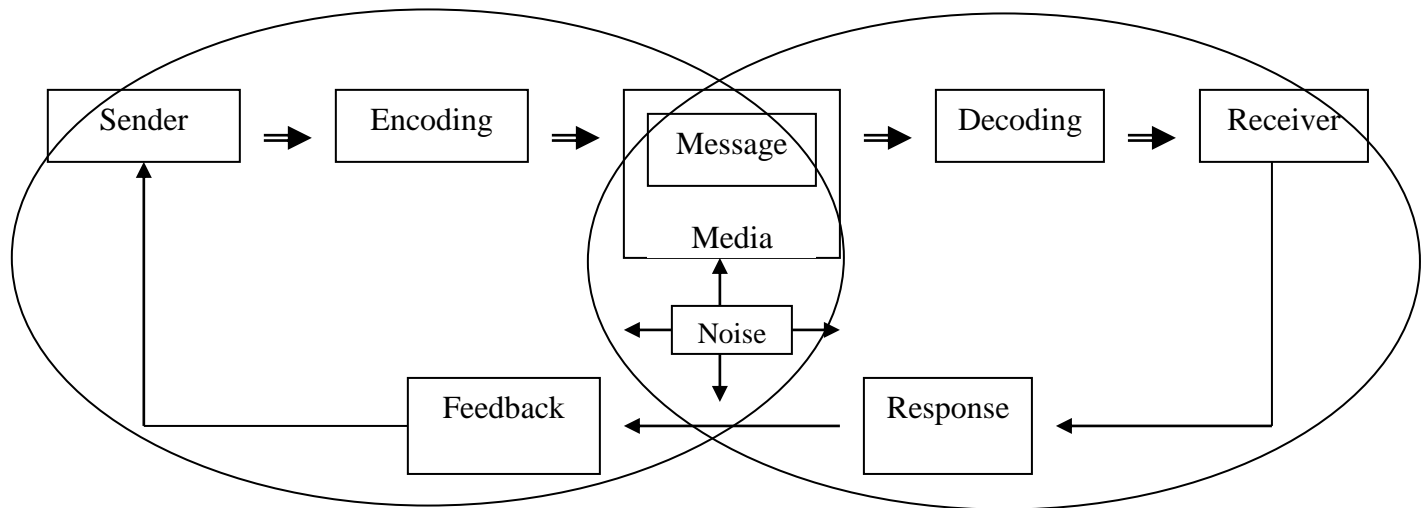 Sender
Encoding
Message
Media
Decoding
Receiver
Noise
Feedback
Response